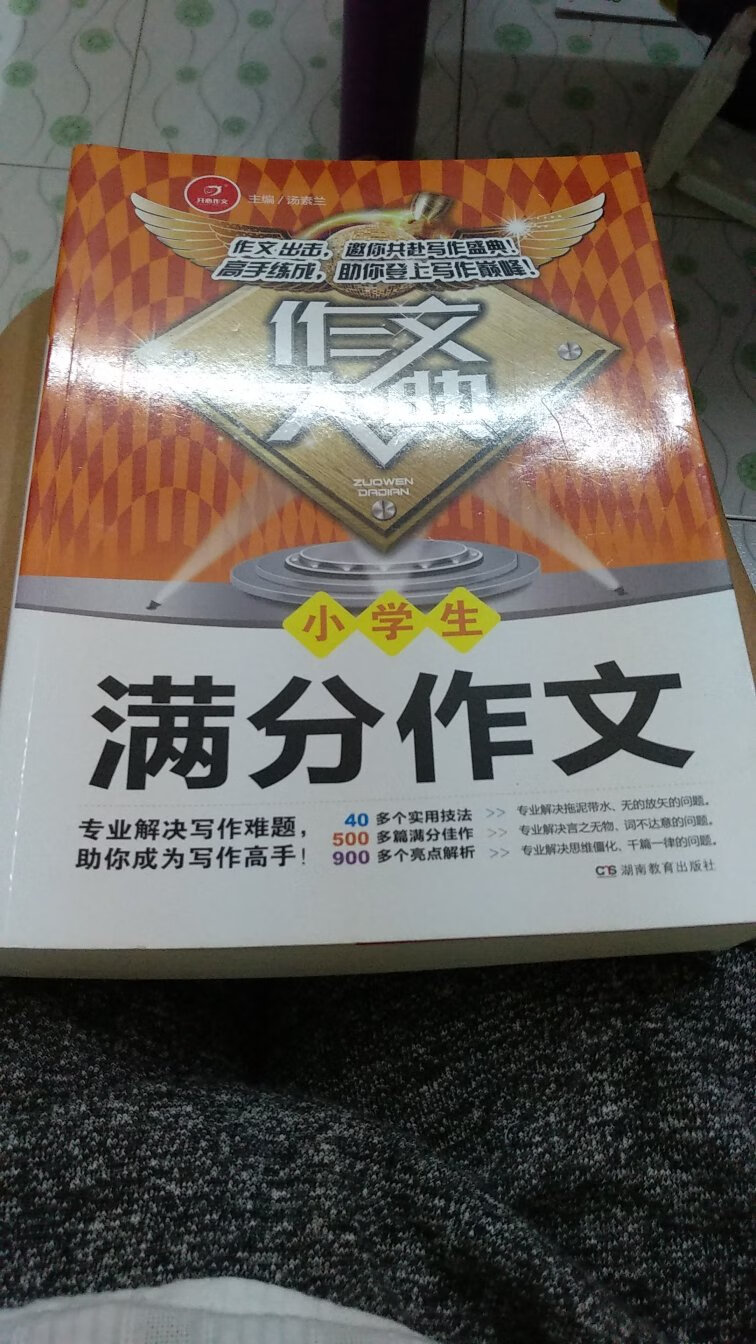 开心作文
主编/汤素兰
作文出击，邀你共赴写作盛典！
高手练成，助你登上写作巅峰！
作文
大典
ZUOWEN
DADIAN
小学生
满分作文
专业解决写作难题，
助你成为写作高手！
40 多个实用技法 >> 专业解决拖泥带水、无的放矢的问题。
500 多篇满分佳作 >> 专业解决言之无物、词不达意的问题。
900 多个亮点解析 >> 专业解决思维僵化、千篇一律的问题。
湖南教育出版社